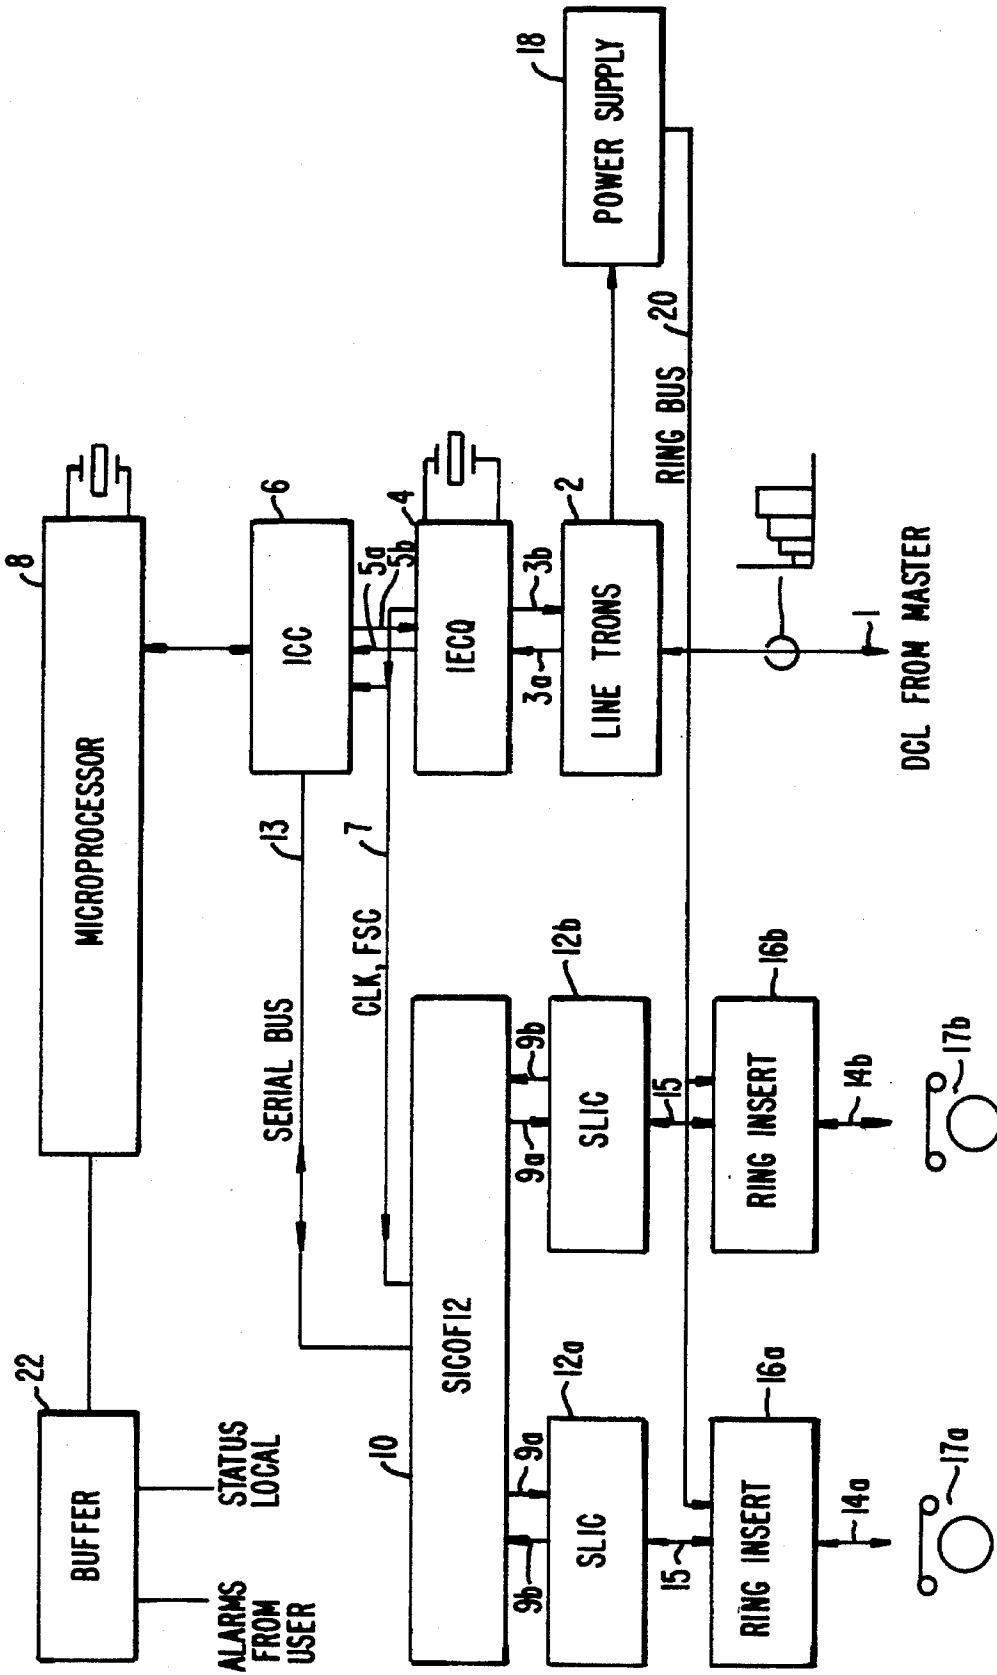 22
BUFFER
ALARMS
FROM
USER
STATUS
LOCAL
8
MICROPROCESSOR
SERIAL BUS
13
6
ICC
5a
5b
CLK, FSC
7
4
IECQ
10
SICOFI2
3a
3b
9b
9a
9a
9b
12a
SLIC
12b
SLIC
2
LINE TRONS
18
POWER SUPPLY
15
15
RING BUS
20
16a
RING INSERT
16b
RING INSERT
14a
14b
1
DCL FROM MASTER
17a
17b